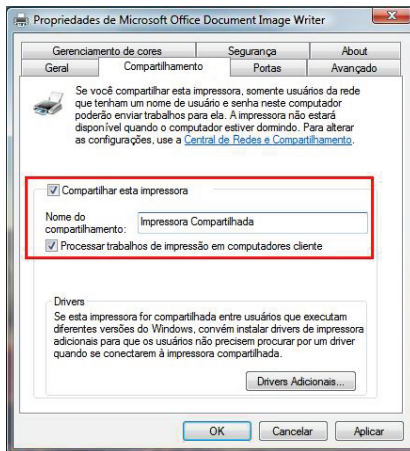 Propriedades de Microsoft Office Document Image Writer
Gerenciamento de cores Segurança About
Geral Compartilhamento Portas Avançado
Se você compartilhar esta impressora, somente usuários da rede
que tenham um nome de usuário e senha neste computador
poderão enviar trabalhos para ela. A impressora não estará
disponível quando o computador estiver dormindo. Para alterar
as configurações, use a Central de Redes e Compartilhamento.
Compartilhar esta impressora
Nome do
compartilhamento: Impressora Compartilhada
Processar trabalhos de impressão em computadores cliente
Drivers
Se esta impressora for compartilhada entre usuários que executam
diferentes versões do Windows, convém instalar drivers de impressora
adicionais para que os usuários não precisem procurar por um driver
quando se conectarem à impressora compartilhada.
Drivers Adicionais...
OK Cancelar Aplicar